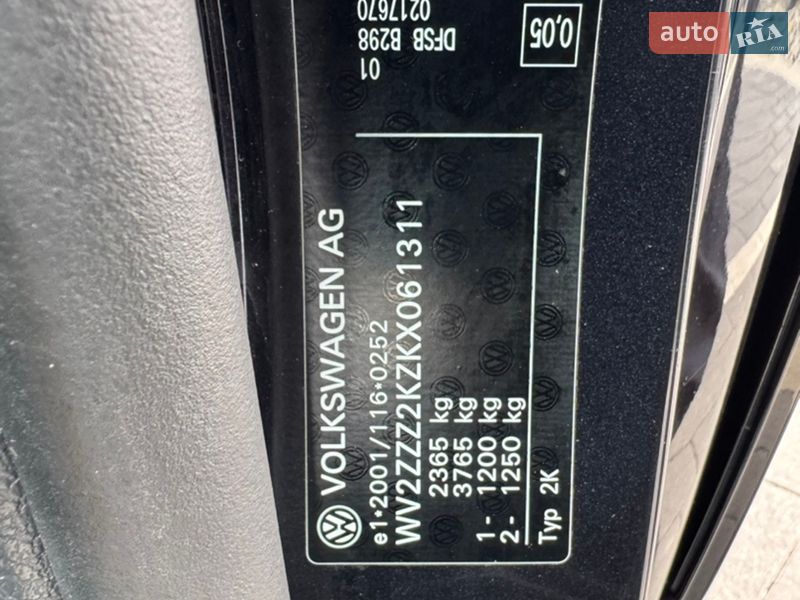 auto RIA
.com
VOLKSWAGEN AG
e1*2001/116*0252
WV2ZZZ2KZKX061311
2365 kg
3765 kg
1- 1200 kg
2- 1250 kg
Typ 2K
01
DFSB B298
0217670
0,05